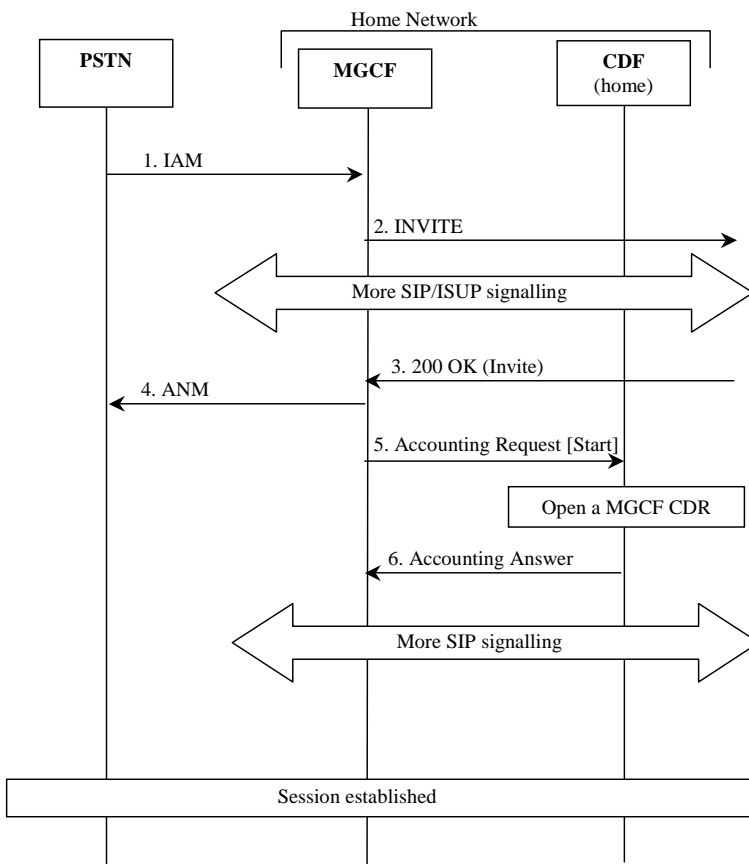 Home Network
PSTN
MGCF
CDF
(home)
1. IAM
2. INVITE
More SIP/ISUP signalling
3. 200 OK (Invite)
4. ANM
5. Accounting Request [Start]
Open a MGCF CDR
6. Accounting Answer
More SIP signalling
Session established